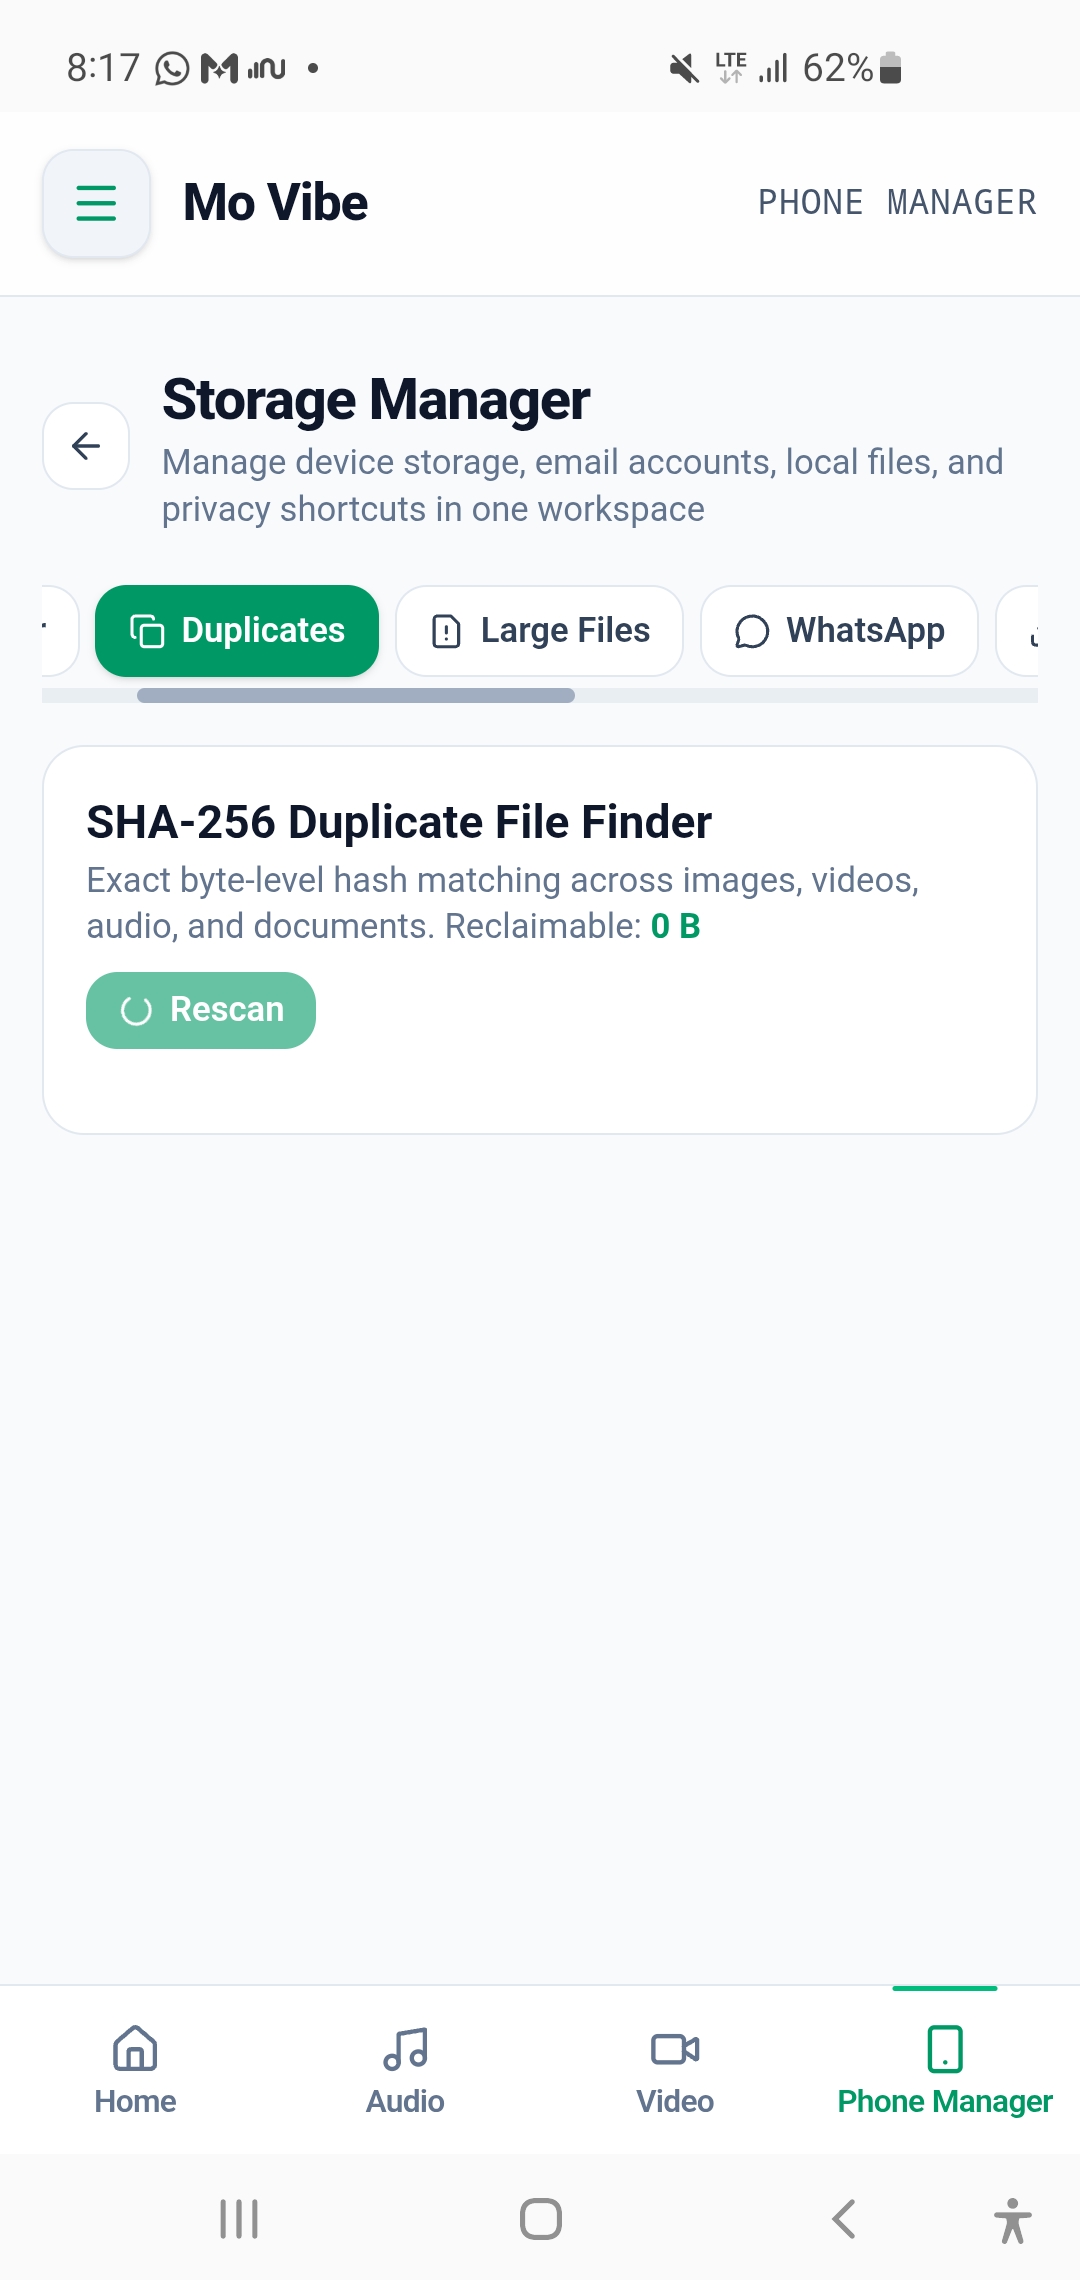 8:17
LTE
62%
Mo Vibe
PHONE MANAGER
Storage Manager
Manage device storage, email accounts, local files, and
privacy shortcuts in one workspace
Duplicates
Large Files
WhatsApp
SHA-256 Duplicate File Finder
Exact byte-level hash matching across images, videos,
audio, and documents. Reclaimable: 0 B
Rescan
Home
Audio
Video
Phone Manager